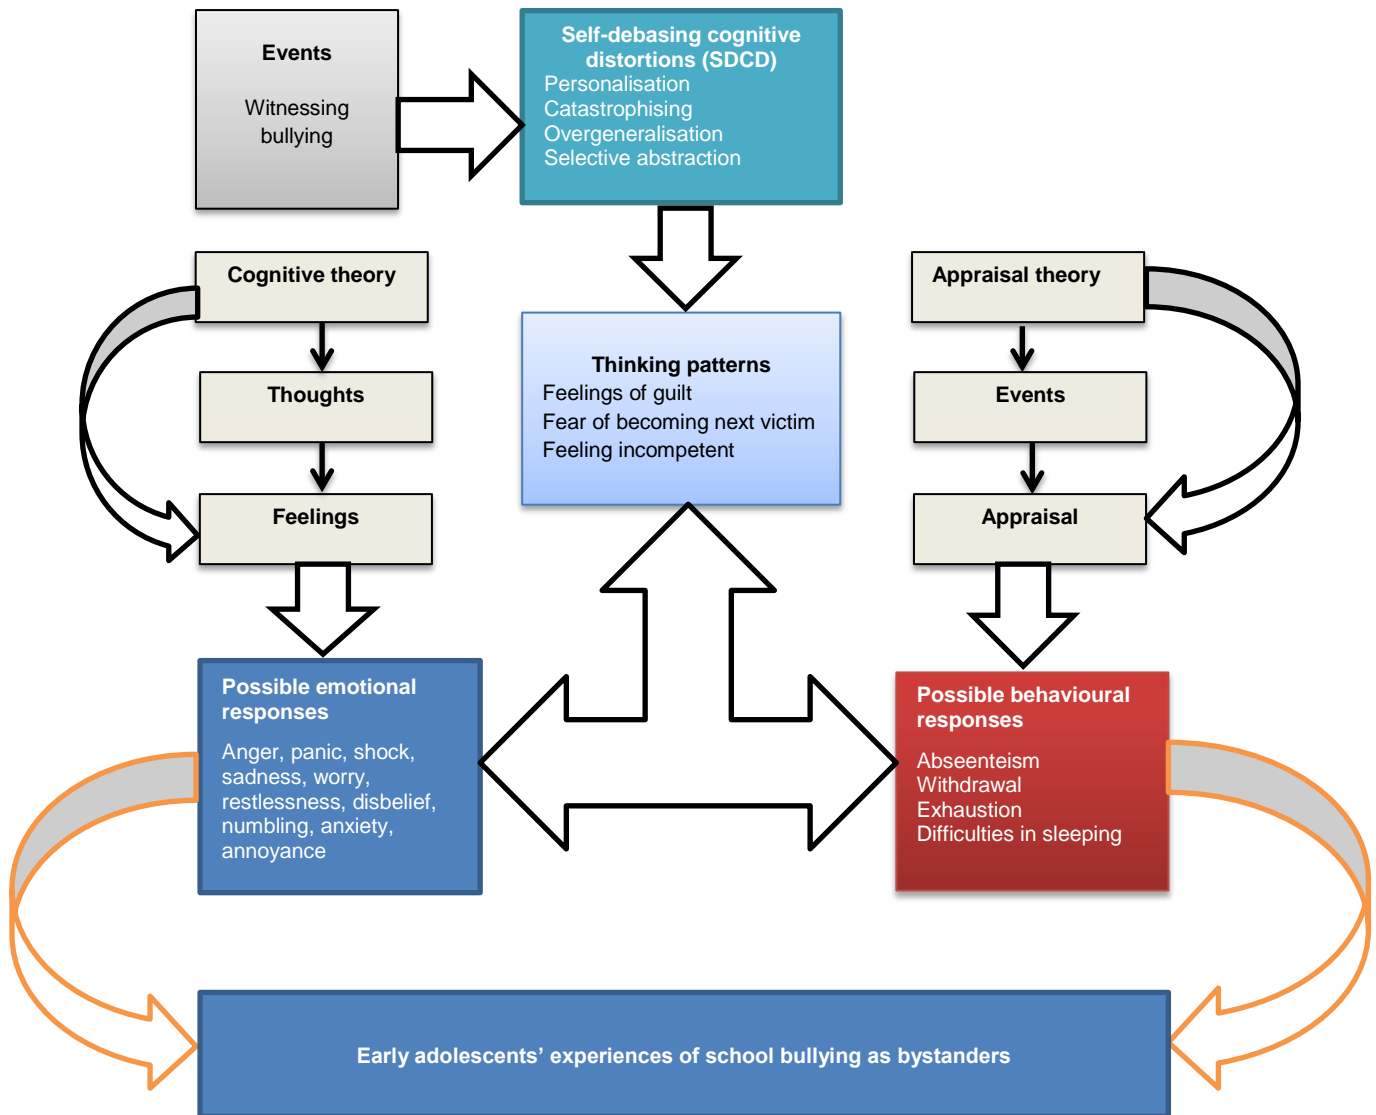 Events
Witnessing
bullying
Self-debasing cognitive
distortions (SDCD)
Personalisation
Catastrophising
Overgeneralisation
Selective abstraction
Cognitive theory
Thoughts
Feelings
Thinking patterns
Feelings of guilt
Fear of becoming next victim
Feeling incompetent
Appraisal theory
Events
Appraisal
Possible emotional
responses
Anger, panic, shock,
sadness, worry,
restlessness, disbelief,
numbling, anxiety,
annoyance
Possible behavioural
responses
Abseenteism
Withdrawal
Exhaustion
Difficulties in sleeping
Early adolescents’ experiences of school bullying as bystanders